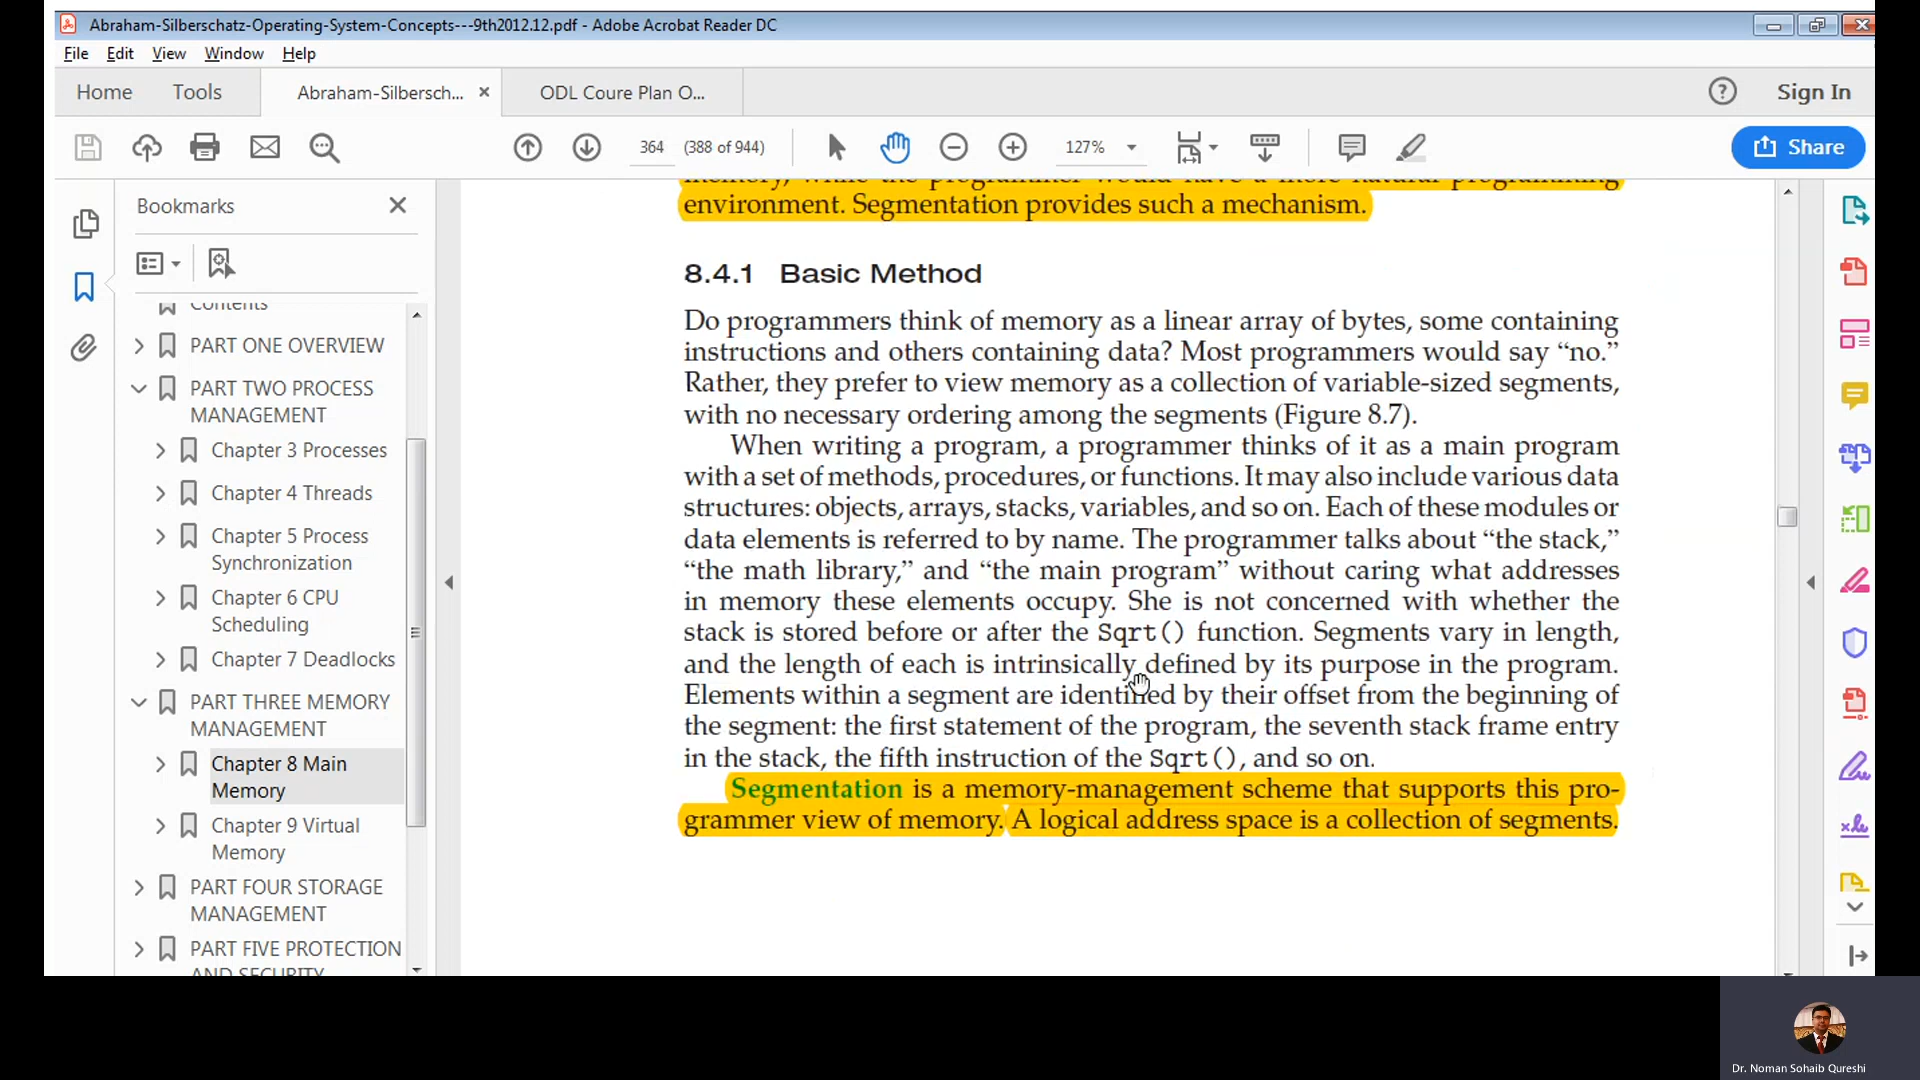 Abraham-Silberschatz-Operating-System-Concepts---9th2012.12.pdf - Adobe Acrobat Reader DC
File Edit View Window Help
Home Tools Abraham-Silbersch... ODL Coure Plan O... Sign In
364 (388 of 944) 127% Share
Bookmarks
Contents
PART ONE OVERVIEW
PART TWO PROCESS
MANAGEMENT
Chapter 3 Processes
Chapter 4 Threads
Chapter 5 Process
Synchronization
Chapter 6 CPU
Scheduling
Chapter 7 Deadlocks
PART THREE MEMORY
MANAGEMENT
Chapter 8 Main
Memory
Chapter 9 Virtual
Memory
PART FOUR STORAGE
MANAGEMENT
PART FIVE PROTECTION
AND SECURITY
memory, while the programmer would have a more natural programming
environment. Segmentation provides such a mechanism.
8.4.1 Basic Method
Do programmers think of memory as a linear array of bytes, some containing
instructions and others containing data? Most programmers would say “no.”
Rather, they prefer to view memory as a collection of variable-sized segments,
with no necessary ordering among the segments (Figure 8.7).
When writing a program, a programmer thinks of it as a main program
with a set of methods, procedures, or functions. It may also include various data
structures: objects, arrays, stacks, variables, and so on. Each of these modules or
data elements is referred to by name. The programmer talks about “the stack,”
“the math library,” and “the main program” without caring what addresses
in memory these elements occupy. She is not concerned with whether the
stack is stored before or after the Sqrt() function. Segments vary in length,
and the length of each is intrinsically defined by its purpose in the program.
Elements within a segment are identified by their offset from the beginning of
the segment: the first statement of the program, the seventh stack frame entry
in the stack, the fifth instruction of the Sqrt(), and so on.
Segmentation is a memory-management scheme that supports this pro-
grammer view of memory. A logical address space is a collection of segments.
Dr. Noman Sohaib Qureshi